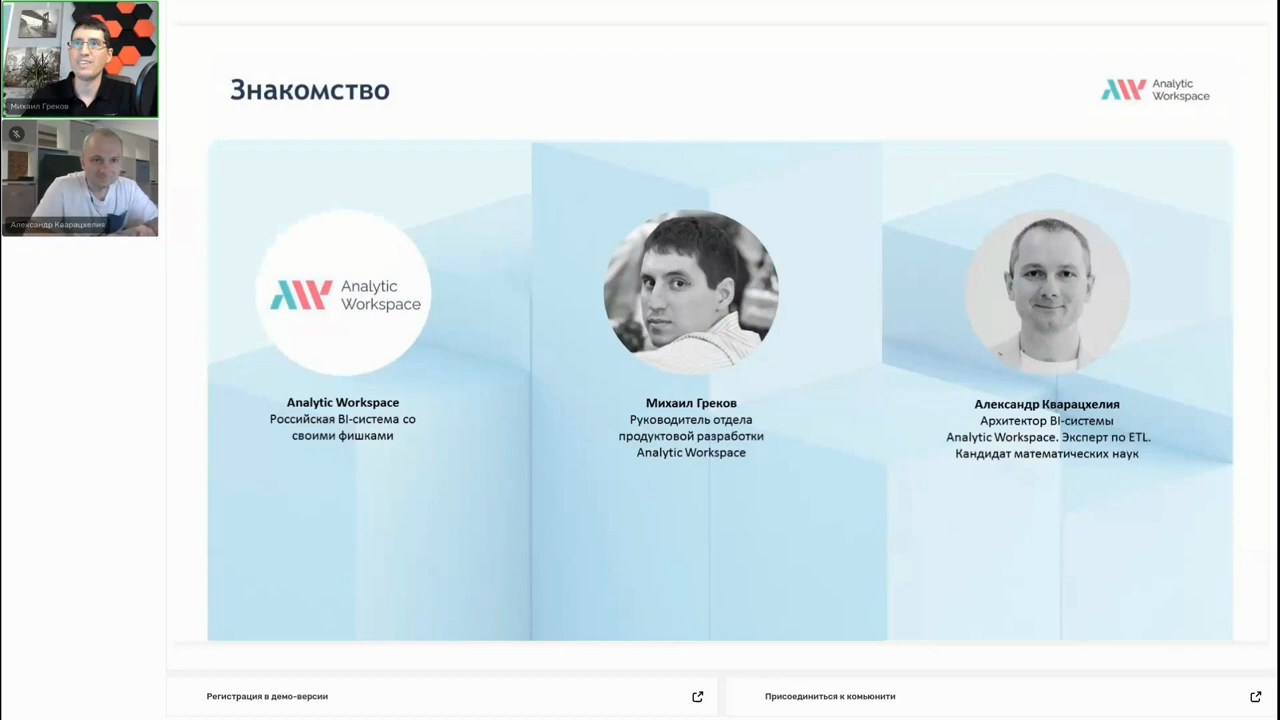 Михаил Греков
Александр Кварацхелия
Знакомство
Analytic
Workspace
Analytic
Workspace
Analytic Workspace
Российская BI-система со
своими фишками
Михаил Греков
Руководитель отдела
продуктовой разработки
Analytic Workspace
Александр Кварацхелия
Архитектор BI-системы
Analytic Workspace. Эксперт по ETL.
Кандидат математических наук
Регистрация в демо-версии
Присоединиться к комьюнити